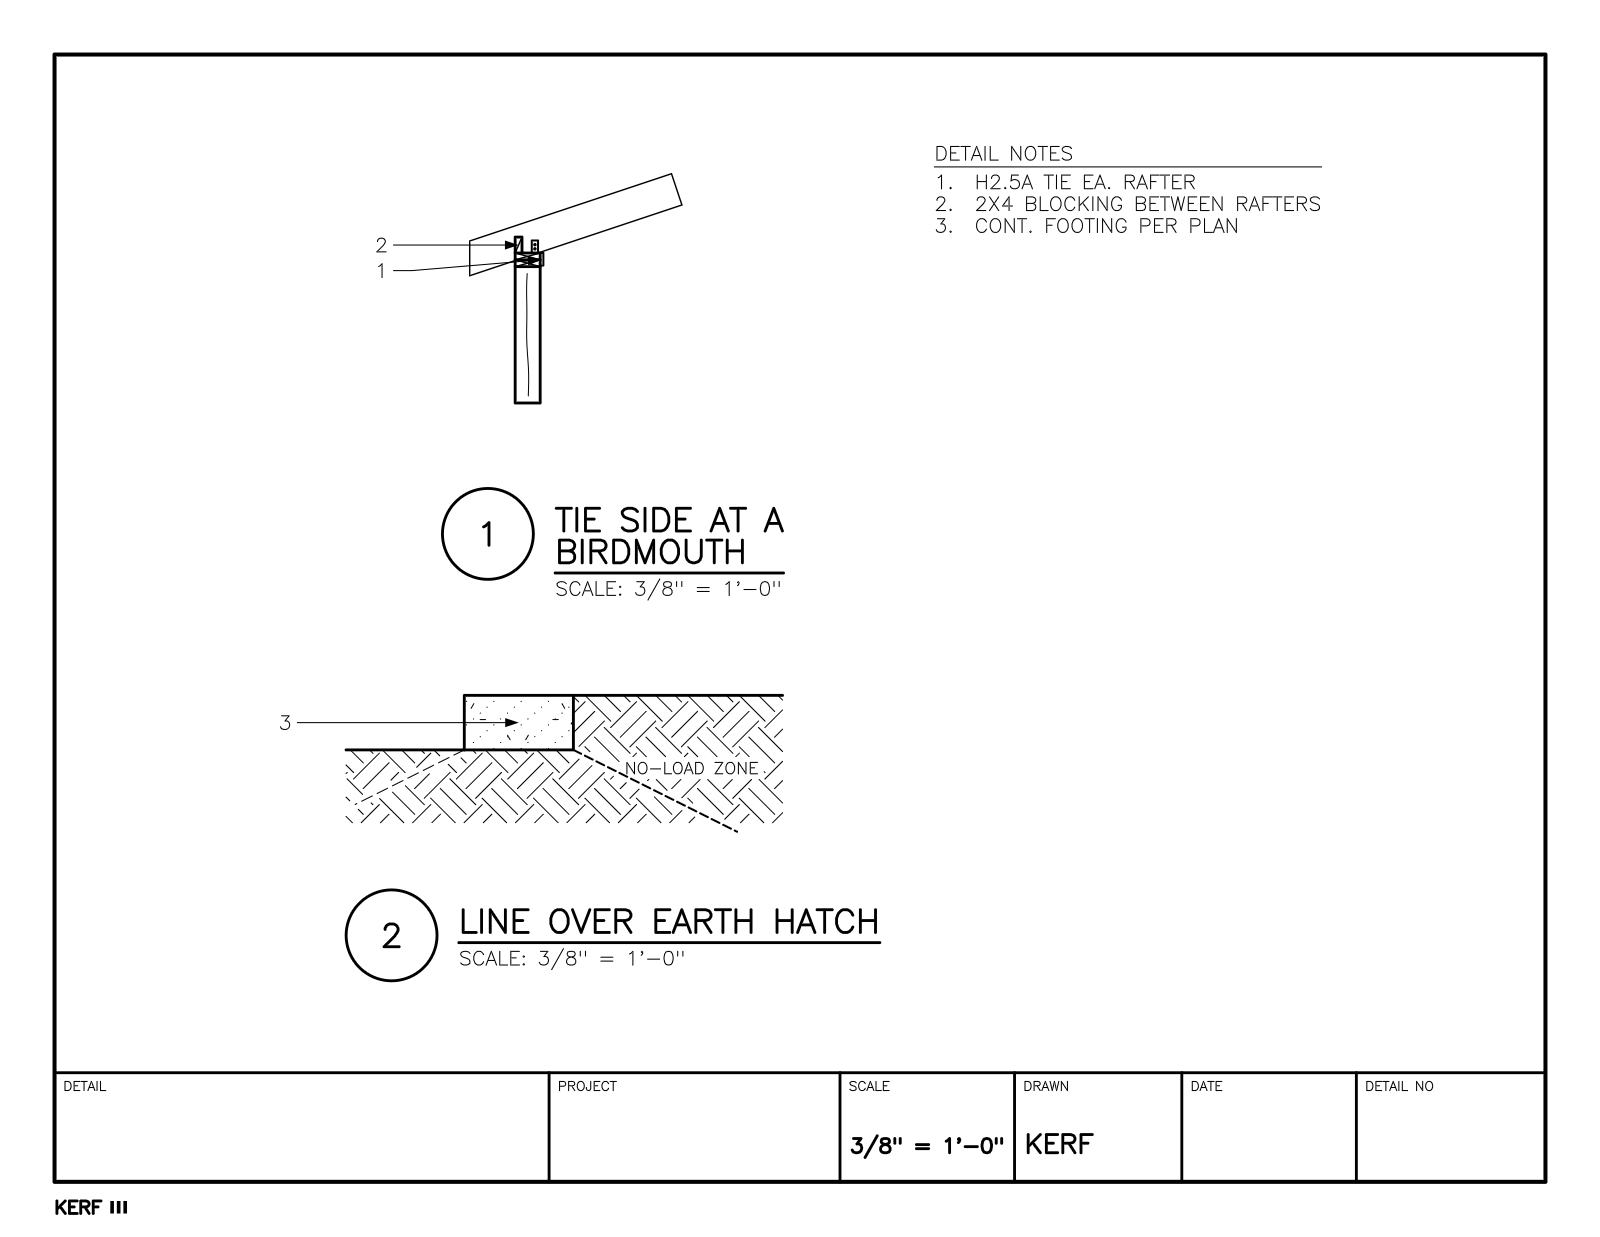 DETAIL NOTES
1. H2.5A TIE EA. RAFTER
2. 2X4 BLOCKING BETWEEN RAFTERS
3. CONT. FOOTING PER PLAN
2
1
1
TIE SIDE AT A
BIRDMOUTH
SCALE: 3/8" = 1'-0"
3
NO-LOAD ZONE
2
LINE OVER EARTH HATCH
SCALE: 3/8" = 1'-0"
DETAIL
PROJECT
SCALE
3/8" = 1'-0"
DRAWN
KERF
DATE
DETAIL NO
KERF III